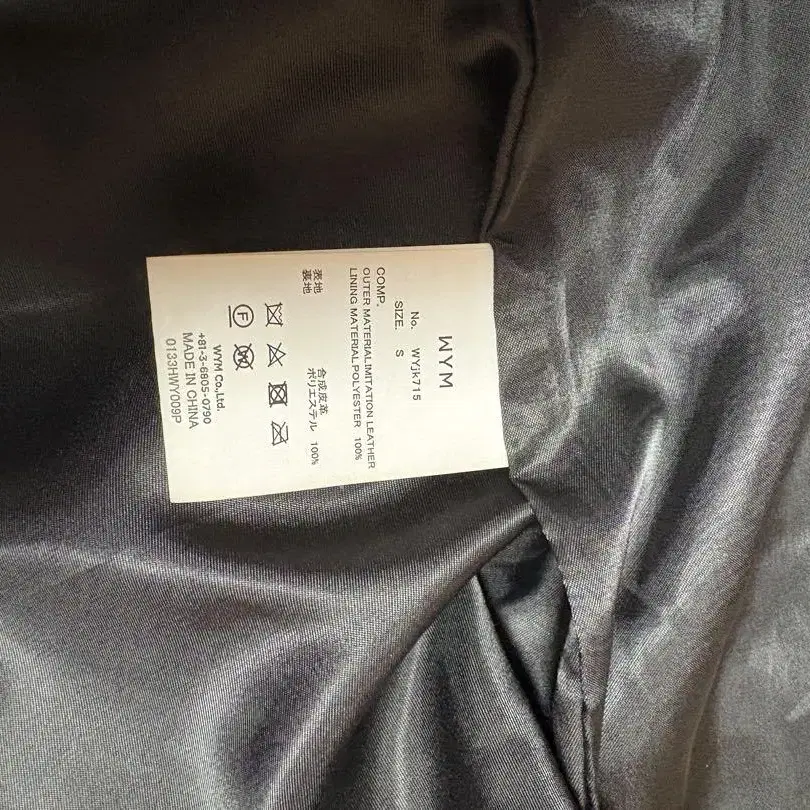 WYM
No. WYjk715
SIZE. S
COMP.
OUTER MATERIAL IMITATION LEATHER
LINING MATERIAL POLYESTER 100%
表地 合成皮革
裏地 ポリエステル 100%
WYM Co.,Ltd.
+81-3-6805-0790
MADE IN CHINA
0133HWY009P